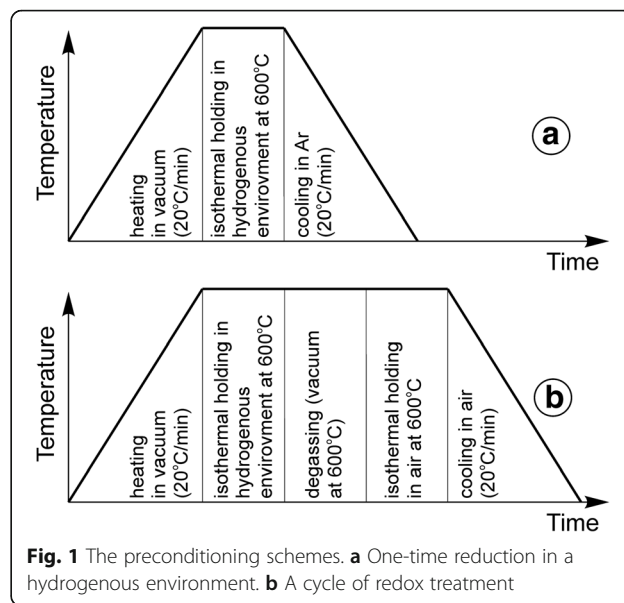 Temperature
heating
in vacuum
(20°C/min)
isothermal holding in
hydrogenous
envirovment at 600°C
cooling in Ar
(20°C/min)
a
Time
Temperature
heating
in vacuum
(20°C/min)
isothermal holding in
hydrogenous
envirovment at 600°C
degassing (vacuum
at 600°C)
isothermal holding
in air at 600°C
cooling in air
(20°C/min)
b
Time
Fig. 1 The preconditioning schemes. a One-time reduction in a
hydrogenous environment. b A cycle of redox treatment